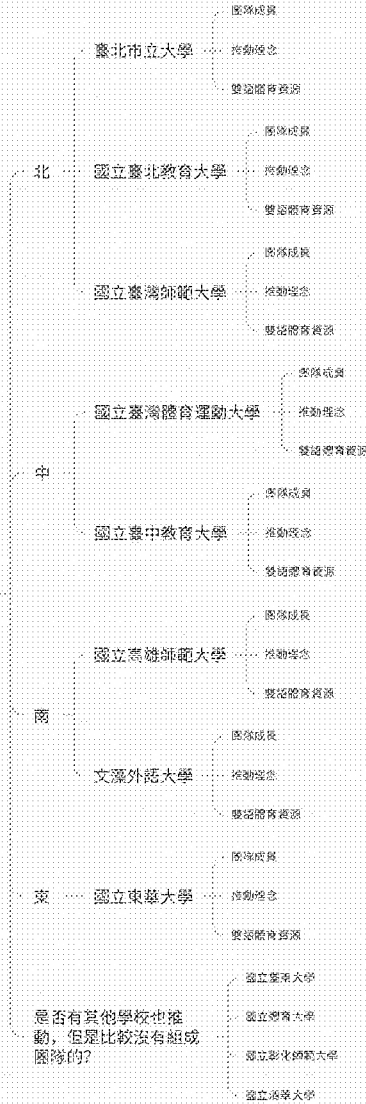 北
臺北市立大學
團隊成員
推動理念
雙語體育資源
國立臺北教育大學
團隊成員
推動理念
雙語體育資源
國立臺灣師範大學
團隊成員
推動理念
雙語體育資源
中
國立臺灣體育運動大學
團隊成員
推動理念
雙語體育資源
國立臺中教育大學
團隊成員
推動理念
雙語體育資源
南
國立高雄師範大學
團隊成員
推動理念
雙語體育資源
文藻外語大學
團隊成員
推動理念
雙語體育資源
東
國立東華大學
團隊成員
推動理念
雙語體育資源
是否有其他學校也推
動，但是比較沒有組成
團隊的？
國立臺東大學
國立體育大學
國立彰化師範大學
國立清華大學